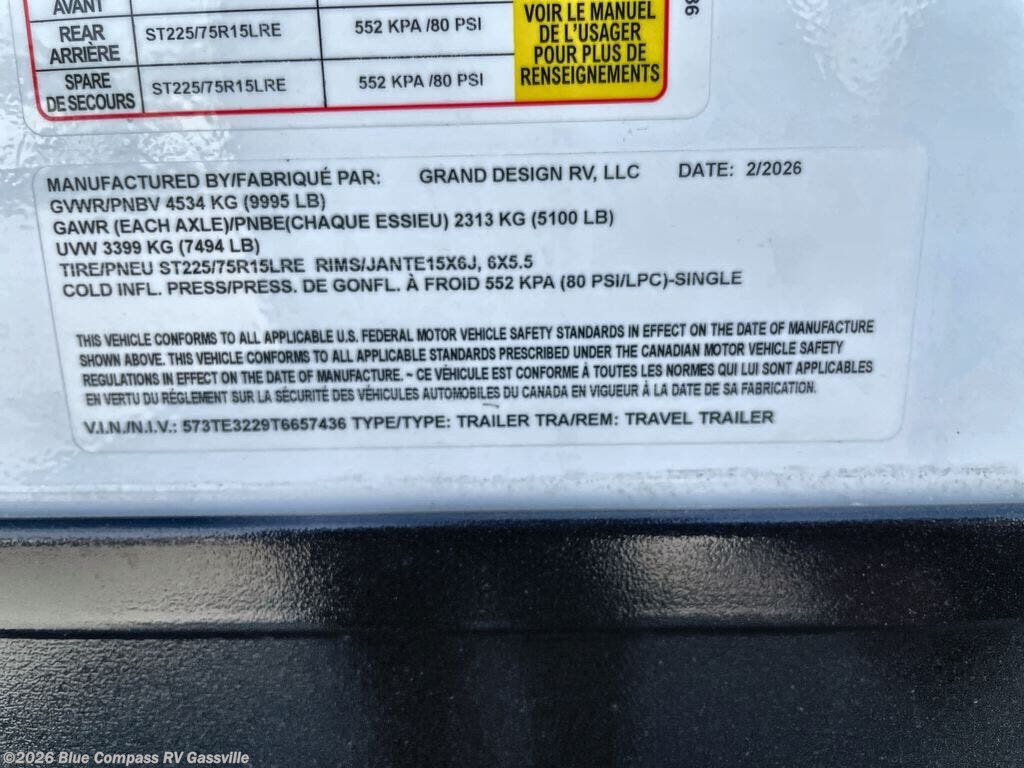 AVANT
REAR ST225/75R15LRE 552 KPA /80 PSI
ARRIÈRE
SPARE ST225/75R15LRE 552 KPA /80 PSI
DE SECOURS
VOIR LE MANUEL
DE L'USAGER
POUR PLUS DE
RENSEIGNEMENTS
MANUFACTURED BY/FABRIQUÉ PAR: GRAND DESIGN RV, LLC DATE: 2/2026
GVWR/PNBV 4534 KG (9995 LB)
GAWR (EACH AXLE)/PNBE(CHAQUE ESSIEU) 2313 KG (5100 LB)
UVW 3399 KG (7494 LB)
TIRE/PNEU ST225/75R15LRE RIMS/JANTE15X6J, 6X5.5
COLD INFL. PRESS/PRESS. DE GONFL. À FROID 552 KPA (80 PSI/LPC)-SINGLE
THIS VEHICLE CONFORMS TO ALL APPLICABLE U.S. FEDERAL MOTOR VEHICLE SAFETY STANDARDS IN EFFECT ON THE DATE OF MANUFACTURE
SHOWN ABOVE. THIS VEHICLE CONFORMS TO ALL APPLICABLE STANDARDS PRESCRIBED UNDER THE CANADIAN MOTOR VEHICLE SAFETY
REGULATIONS IN EFFECT ON THE DATE OF MANUFACTURE. ~ CE VÉHICULE EST CONFORME À TOUTES LES NORMES QUI LUI SONT APPLICABLES
EN VERTU DU RÉGLEMENT SUR LA SÉCURITÉ DES VÉHICULES AUTOMOBILES DU CANADA EN VIGUEUR À LA DATE DE SA FABRICATION.
V.I.N./N.I.V.: 573TE3229T6657436 TYPE/TYPE: TRAILER TRA/REM: TRAVEL TRAILER
©2026 Blue Compass RV Gassville